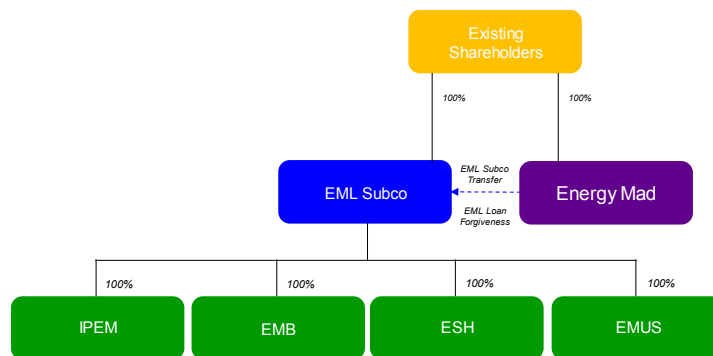 Existing
Shareholders
100%
100%
EML Subco
Transfer
EML Subco
Energy Mad
EML Loan
Forgiveness
100%
100%
100%
100%
IPEM
EMB
ESH
EMUS